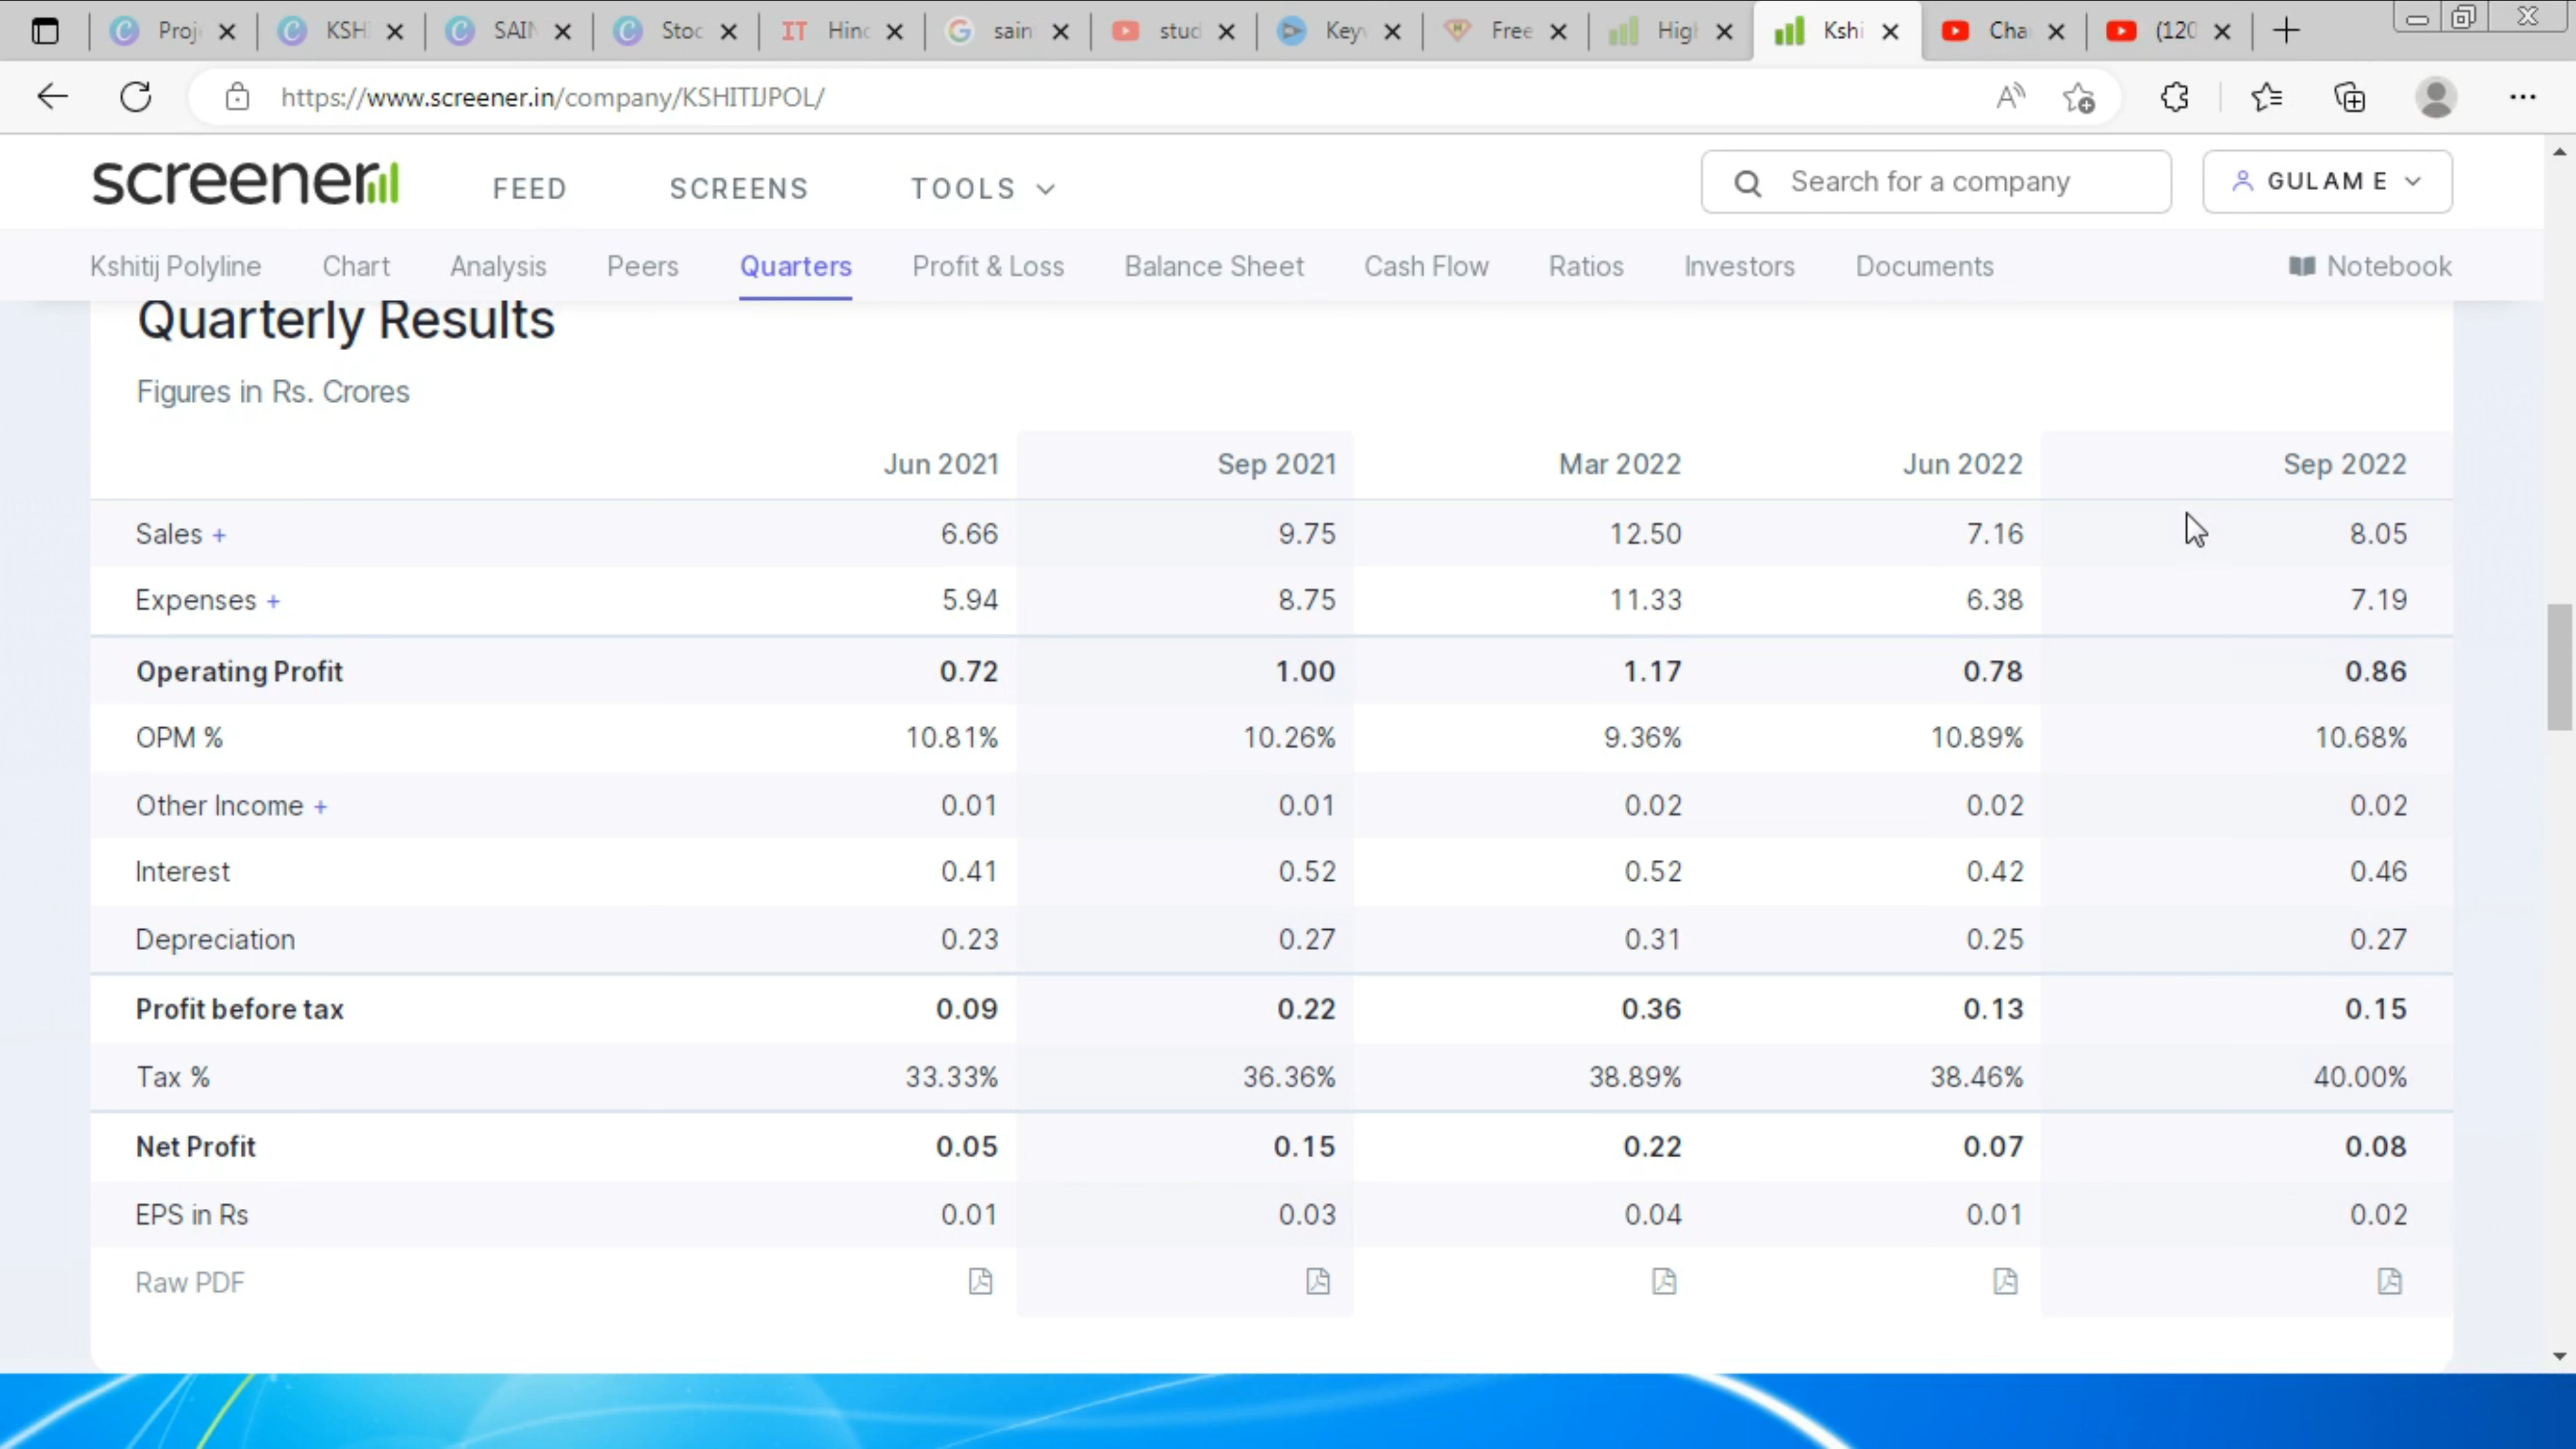 Proj KSHI SAIN Stoc IT Hinc sain stud Key Free High Kshi Cha (120
https://www.screener.in/company/KSHITIJPOL/
screener FEED SCREENS TOOLS Search for a company GULAM E
Kshitij Polyline Chart Analysis Peers Quarters Profit & Loss Balance Sheet Cash Flow Ratios Investors Documents Notebook
Quarterly Results
Figures in Rs. Crores
Jun 2021 Sep 2021 Mar 2022 Jun 2022 Sep 2022
Sales + 6.66 9.75 12.50 7.16 8.05
Expenses + 5.94 8.75 11.33 6.38 7.19
Operating Profit 0.72 1.00 1.17 0.78 0.86
OPM % 10.81% 10.26% 9.36% 10.89% 10.68%
Other Income + 0.01 0.01 0.02 0.02 0.02
Interest 0.41 0.52 0.52 0.42 0.46
Depreciation 0.23 0.27 0.31 0.25 0.27
Profit before tax 0.09 0.22 0.36 0.13 0.15
Tax % 33.33% 36.36% 38.89% 38.46% 40.00%
Net Profit 0.05 0.15 0.22 0.07 0.08
EPS in Rs 0.01 0.03 0.04 0.01 0.02
Raw PDF